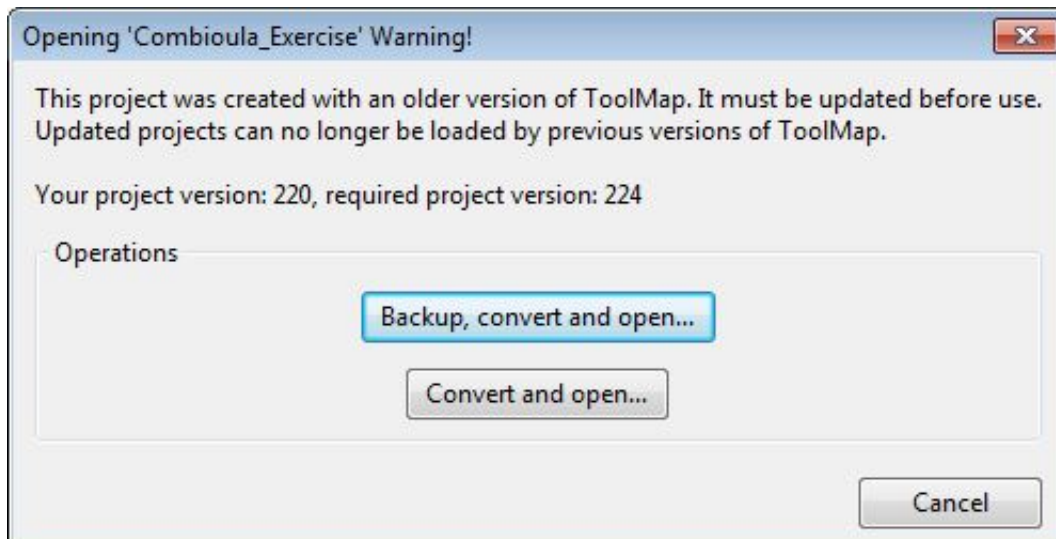 Opening 'Combioula_Exercise' Warning!
This project was created with an older version of ToolMap. It must be updated before use.
Updated projects can no longer be loaded by previous versions of ToolMap.
Your project version: 220, required project version: 224
Operations
Backup, convert and open...
Convert and open...
Cancel